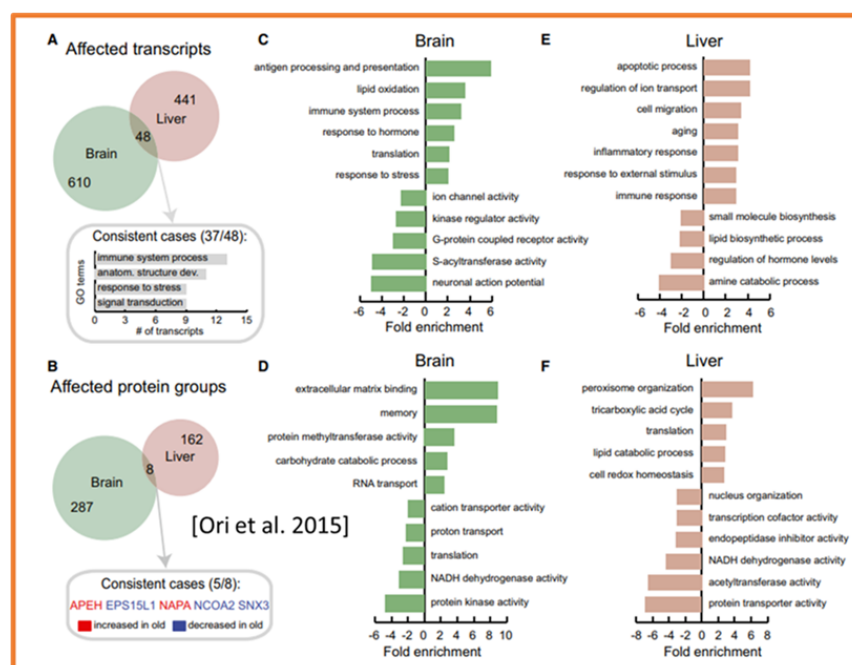 A
Affected transcripts
441
Liver
48
Brain
610
Consistent cases (37/48):
GO terms
immune system process
anatom. structure dev.
response to stress
signal transduction
0 3 6 9 12 15
# of transcripts
B
Affected protein groups
162
Liver
8
Brain
287
[Ori et al. 2015]
Consistent cases (5/8):
APEH EPS15L1 NAPA NCOA2 SNX3
increased in old decreased in old
C
Brain
antigen processing and presentation
lipid oxidation
immune system process
response to hormone
translation
response to stress
ion channel activity
kinase regulator activity
G-protein coupled receptor activity
S-acyltransferase activity
neuronal action potential
-6 -4 -2 0 2 4 6
Fold enrichment
D
Brain
extracellular matrix binding
memory
protein methyltransferase activity
carbohydrate catabolic process
RNA transport
cation transporter activity
proton transport
translation
NADH dehydrogenase activity
protein kinase activity
-6 -4 -2 0 2 4 6 8 10
Fold enrichment
E
Liver
apoptotic process
regulation of ion transport
cell migration
aging
inflammatory response
response to external stimulus
immune response
small molecule biosynthesis
lipid biosynthetic process
regulation of hormone levels
amine catabolic process
-6 -4 -2 0 2 4 6
Fold enrichment
F
Liver
peroxisome organization
tricarboxylic acid cycle
translation
lipid catabolic process
cell redox homeostasis
nucleus organization
transcription cofactor activity
endopeptidase inhibitor activity
NADH dehydrogenase activity
acetyltransferase activity
protein transporter activity
-8 -6 -4 -2 0 2 4 6 8
Fold enrichment